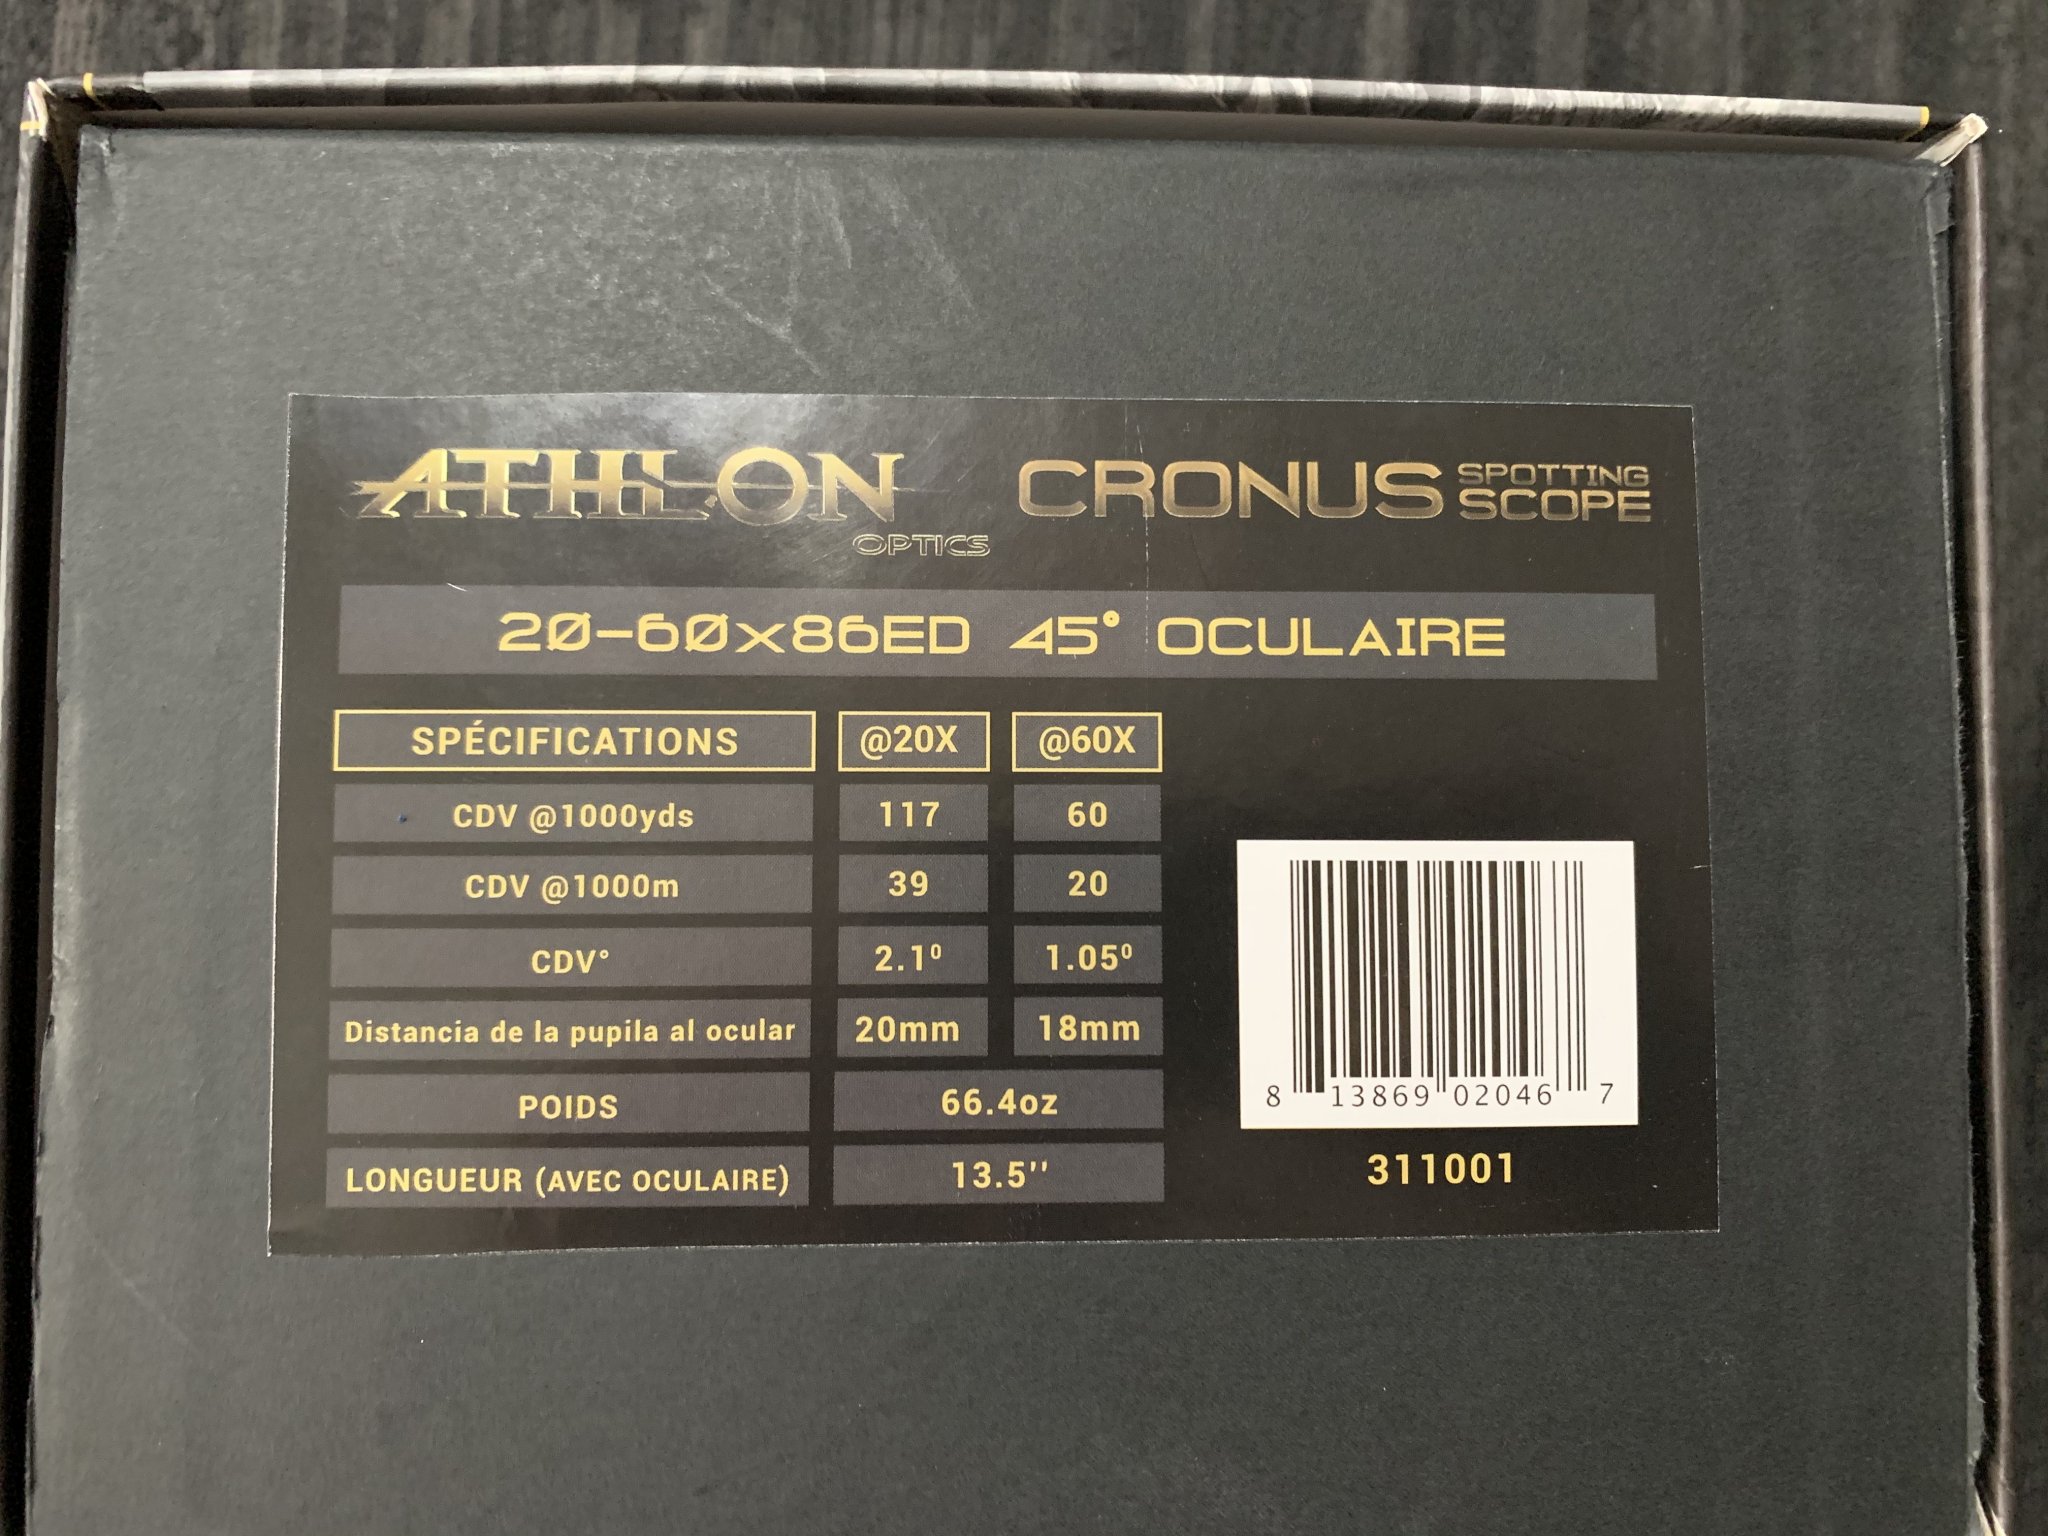 ATHLON
OPTICS
CRONUS SPOTTING SCOPE
20-60x86ED 45° OCULAIRE
SPÉCIFICATIONS @20X @60X
CDV @1000yds 117 60
CDV @1000m 39 20
CDV° 2.1⁰ 1.05⁰
Distancia de la pupila al ocular 20mm 18mm
POIDS 66.4oz
LONGUEUR (AVEC OCULAIRE) 13.5''
8 13869 02046 7
311001